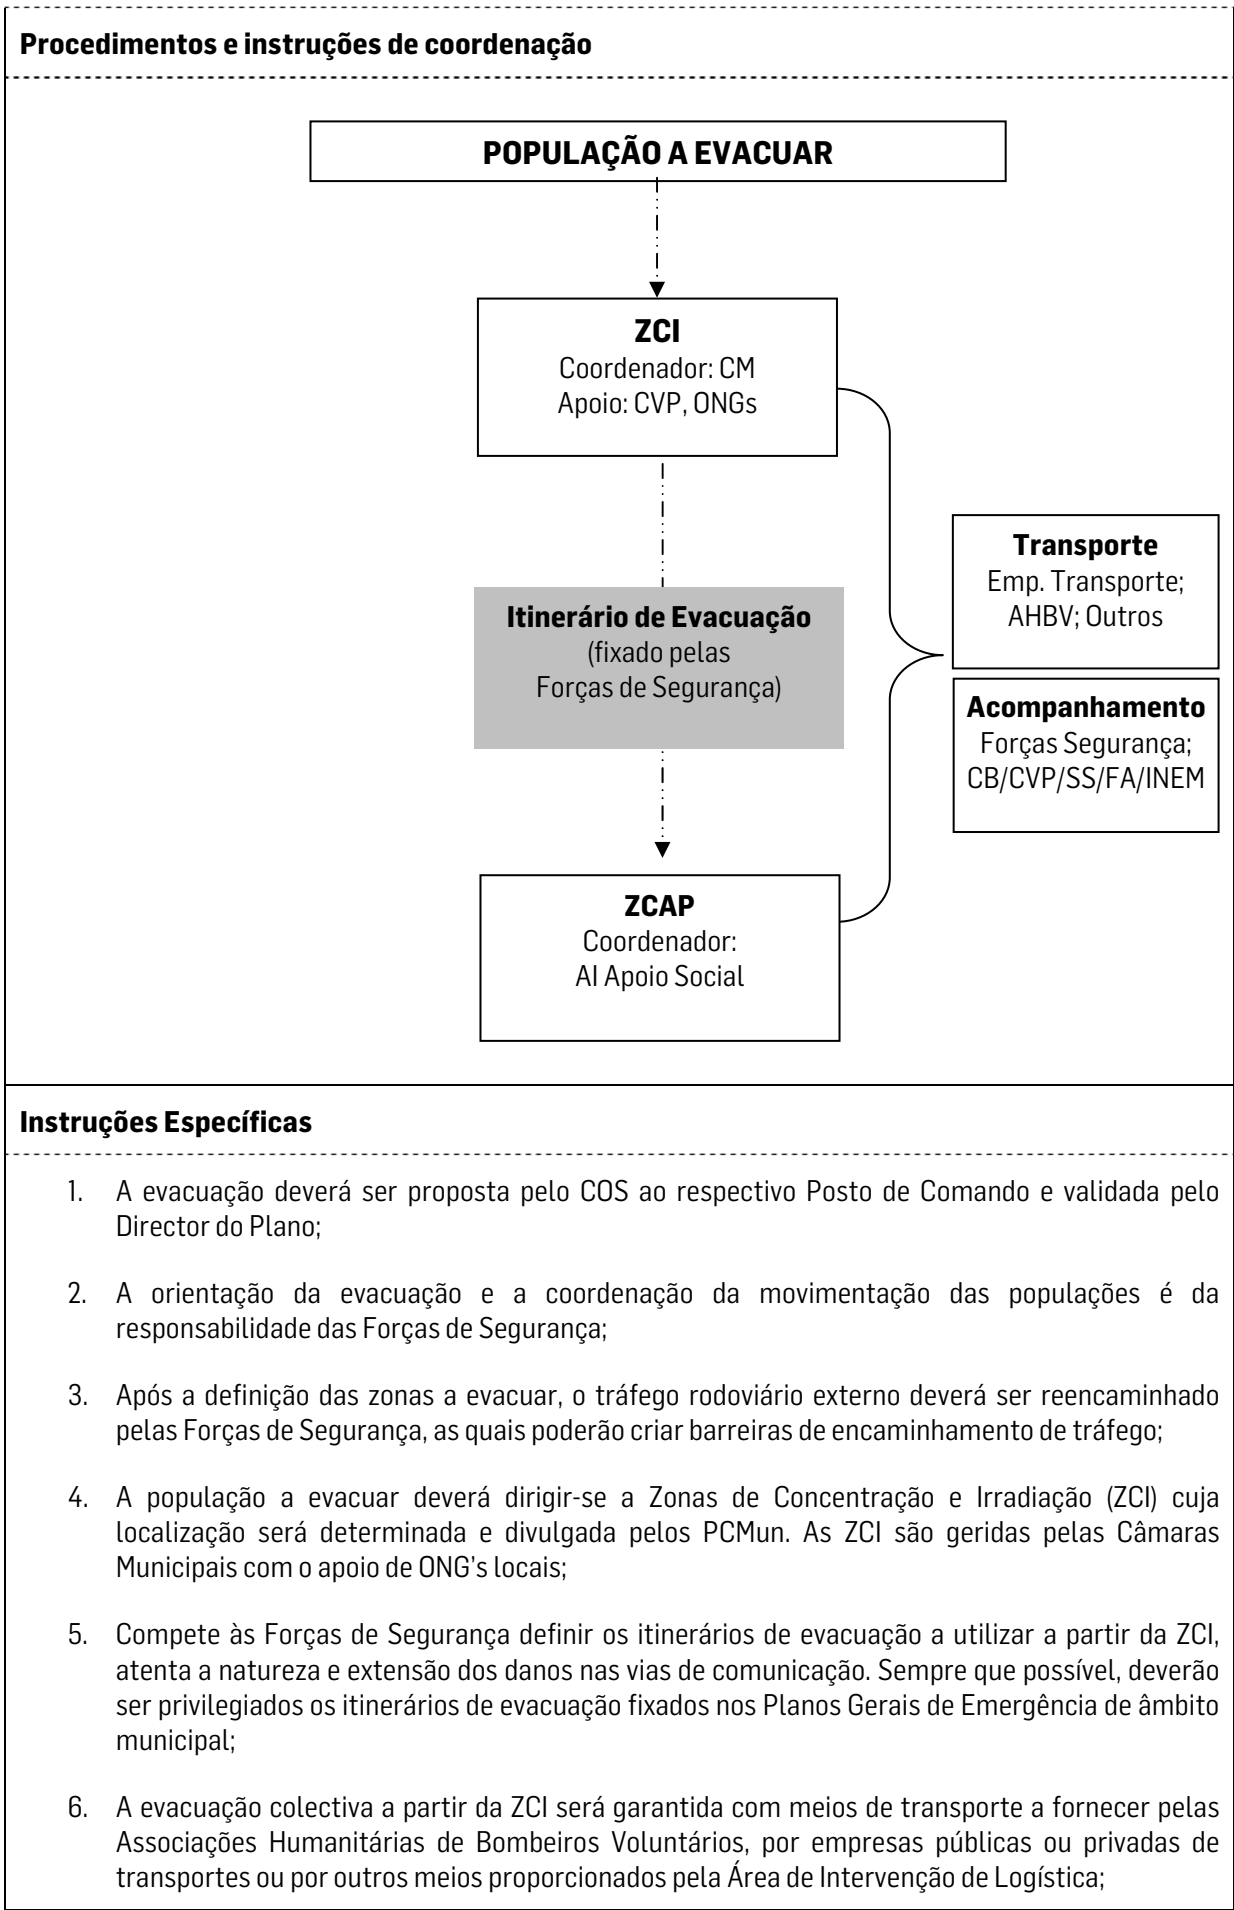 Procedimentos e instruções de coordenação
POPULAÇÃO A EVACUAR
ZCI
Coordenador: CM
Apoio: CVP, ONGs
Itinerário de Evacuação
(fixado pelas
Forças de Segurança)
Transporte
Emp. Transporte;
AHBV; Outros
Acompanhamento
Forças Segurança;
CB/CVP/SS/FA/INEM
ZCAP
Coordenador:
AI Apoio Social
Instruções Específicas
1. A evacuação deverá ser proposta pelo COS ao respectivo Posto de Comando e validada pelo
Director do Plano;
2. A orientação da evacuação e a coordenação da movimentação das populações é da
responsabilidade das Forças de Segurança;
3. Após a definição das zonas a evacuar, o tráfego rodoviário externo deverá ser reencaminhado
pelas Forças de Segurança, as quais poderão criar barreiras de encaminhamento de tráfego;
4. A população a evacuar deverá dirigir-se a Zonas de Concentração e Irradiação (ZCI) cuja
localização será determinada e divulgada pelos PCMun. As ZCI são geridas pelas Câmaras
Municipais com o apoio de ONG’s locais;
5. Compete às Forças de Segurança definir os itinerários de evacuação a utilizar a partir da ZCI,
atenta a natureza e extensão dos danos nas vias de comunicação. Sempre que possível, deverão
ser privilegiados os itinerários de evacuação fixados nos Planos Gerais de Emergência de âmbito
municipal;
6. A evacuação colectiva a partir da ZCI será garantida com meios de transporte a fornecer pelas
Associações Humanitárias de Bombeiros Voluntários, por empresas públicas ou privadas de
transportes ou por outros meios proporcionados pela Área de Intervenção de Logística;